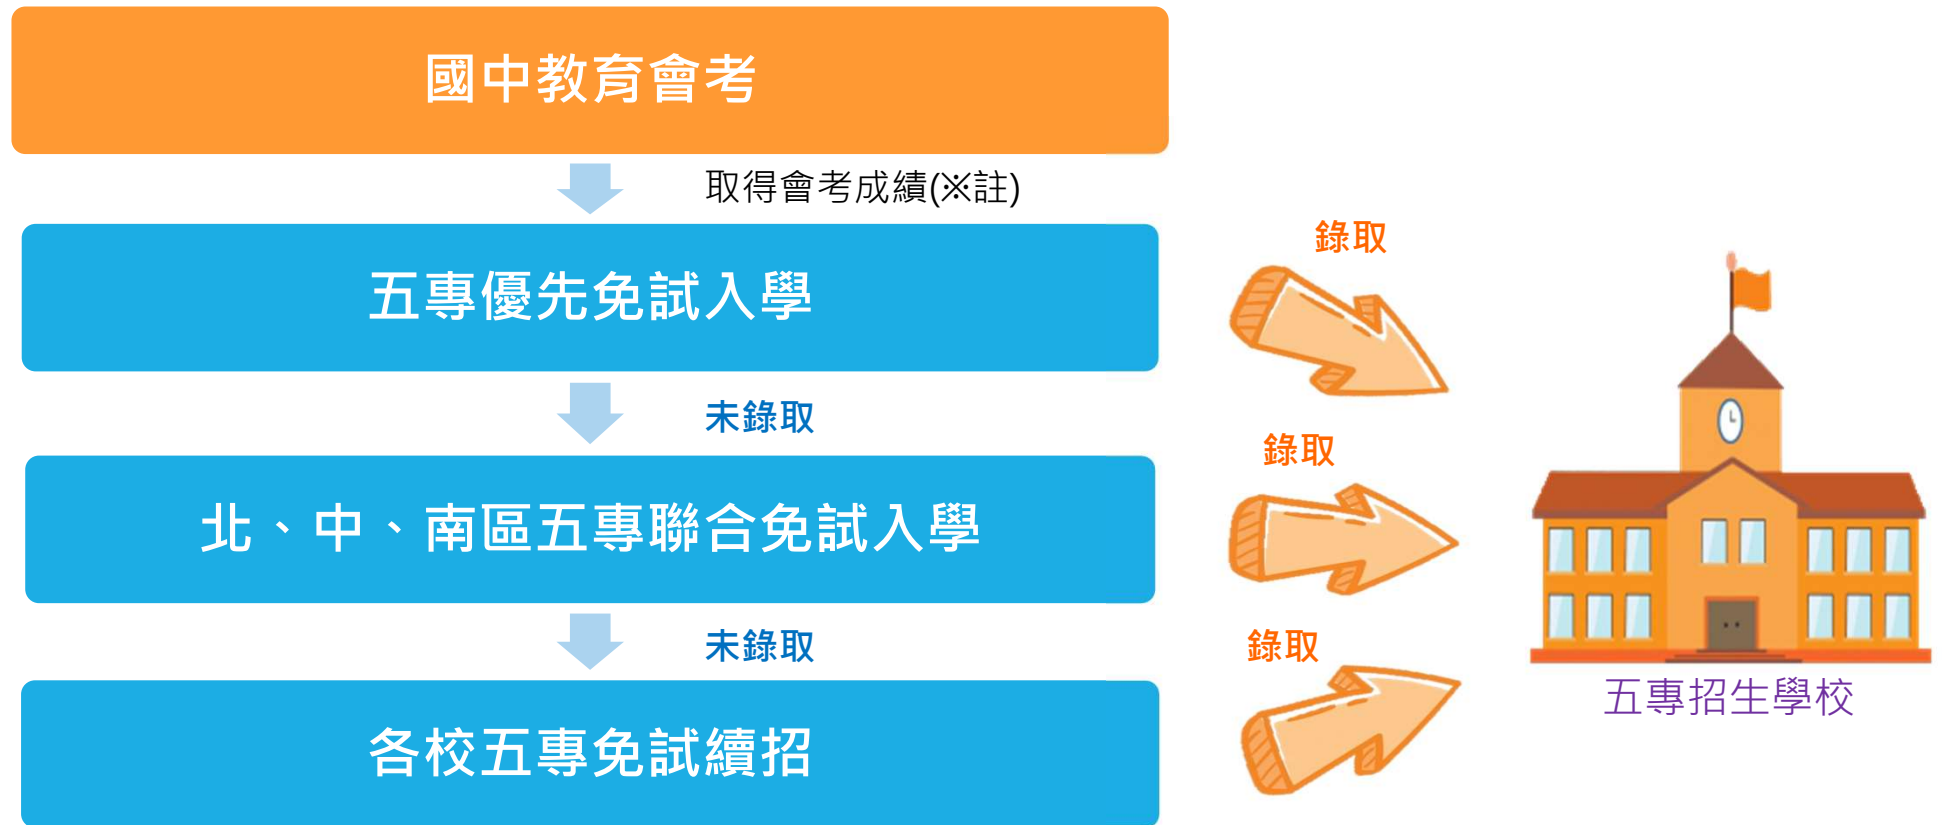 國中教育會考
取得會考成績(※註)
五專優先免試入學
錄取
未錄取
北、中、南區五專聯合免試入學
錄取
未錄取
各校五專免試續招
錄取
五專招生學校